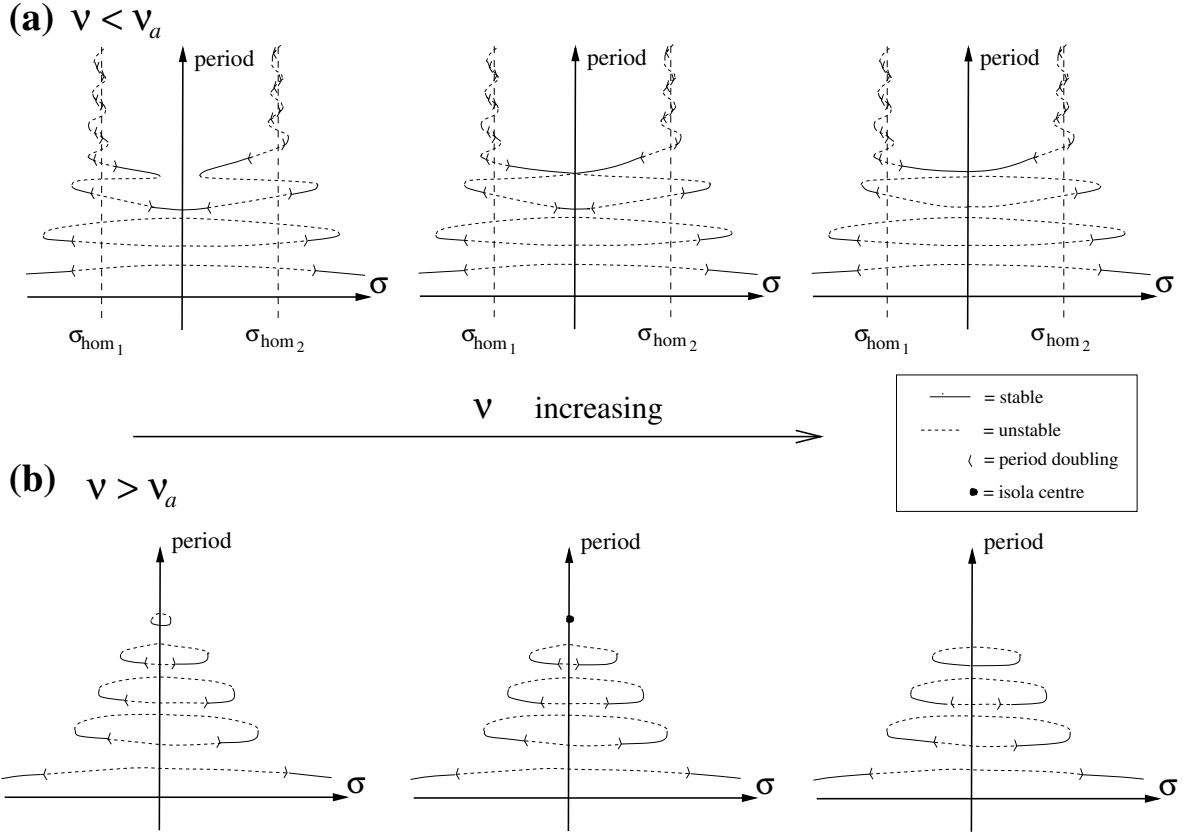 (a) ν < νₐ
period
period
period
σ
σ
σ
σhom₁
σhom₂
σhom₁
σhom₂
σhom₁
σhom₂
ν increasing
= stable
= unstable
= period doubling
= isola centre
(b) ν > νₐ
period
period
period
σ
σ
σ